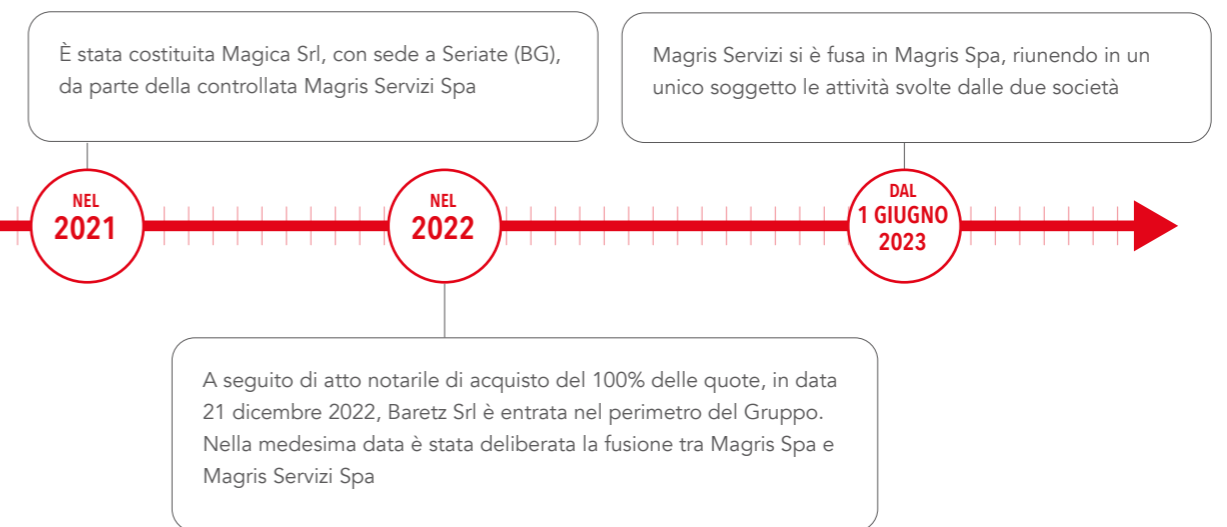 È stata costituita Magica Srl, con sede a Seriate (BG),
da parte della controllata Magris Servizi Spa
Magris Servizi si è fusa in Magris Spa, riunendo in un
unico soggetto le attività svolte dalle due società
NEL
2021
NEL
2022
DAL
1 GIUGNO
2023
A seguito di atto notarile di acquisto del 100% delle quote, in data
21 dicembre 2022, Baretz Srl è entrata nel perimetro del Gruppo.
Nella medesima data è stata deliberata la fusione tra Magris Spa e
Magris Servizi Spa